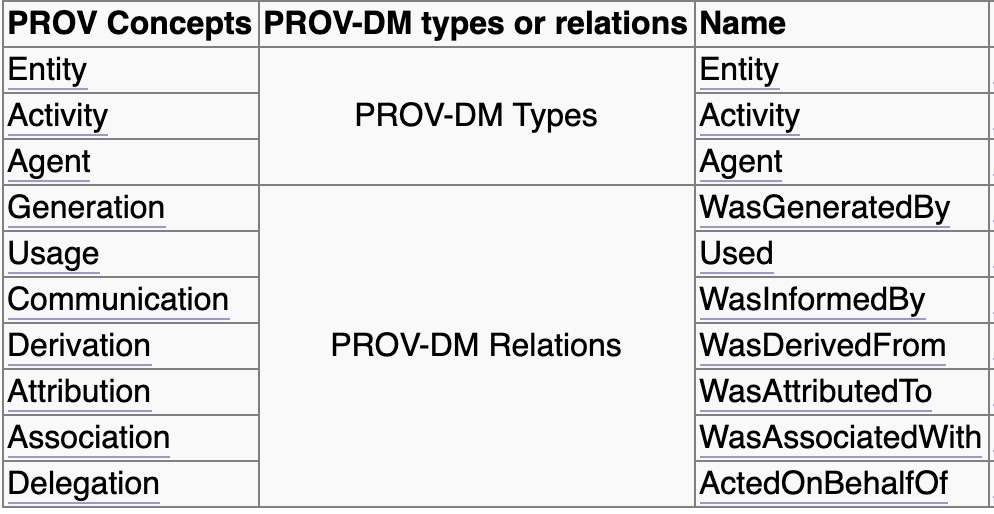 PROV Concepts PROV-DM types or relations Name
Entity Entity
Activity PROV-DM Types Activity
Agent Agent
Generation WasGeneratedBy
Usage Used
Communication WasInformedBy
Derivation PROV-DM Relations WasDerivedFrom
Attribution WasAttributedTo
Association WasAssociatedWith
Delegation ActedOnBehalfOf